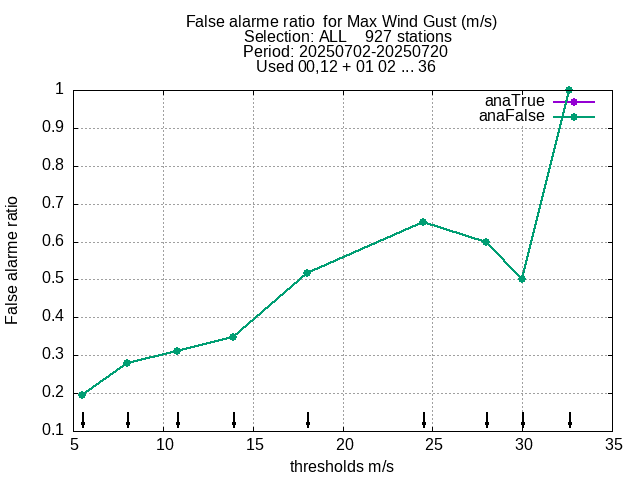 False alarme ratio  for Max Wind Gust (m/s)
Selection: ALL    927 stations
Period: 20250702-20250720
Used 00,12 + 01 02 ... 36
anaTrue
anaFalse
1
0.9
0.8
0.7
0.6
0.5
0.4
0.3
0.2
0.1
False alarme ratio
5 10 15 20 25 30 35
thresholds m/s